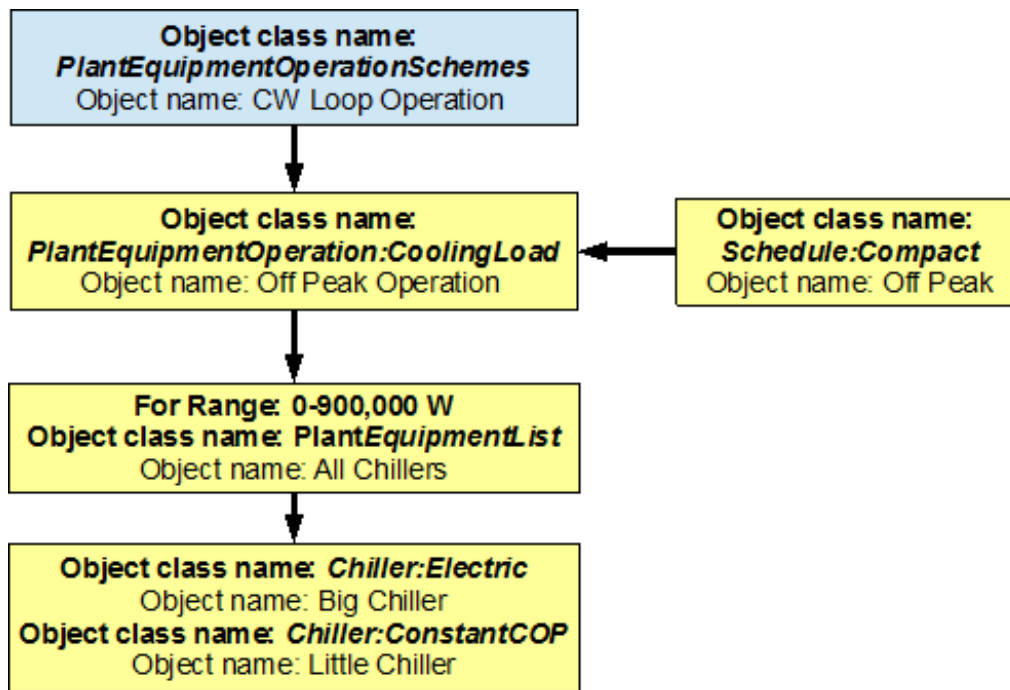 Object class name:
PlantEquipmentOperationSchemes
Object name: CW Loop Operation
Object class name:
PlantEquipmentOperation:CoolingLoad
Object name: Off Peak Operation
Object class name:
Schedule:Compact
Object name: Off Peak
For Range: 0-900,000 W
Object class name: PlantEquipmentList
Object name: All Chillers
Object class name: Chiller:Electric
Object name: Big Chiller
Object class name: Chiller:ConstantCOP
Object name: Little Chiller